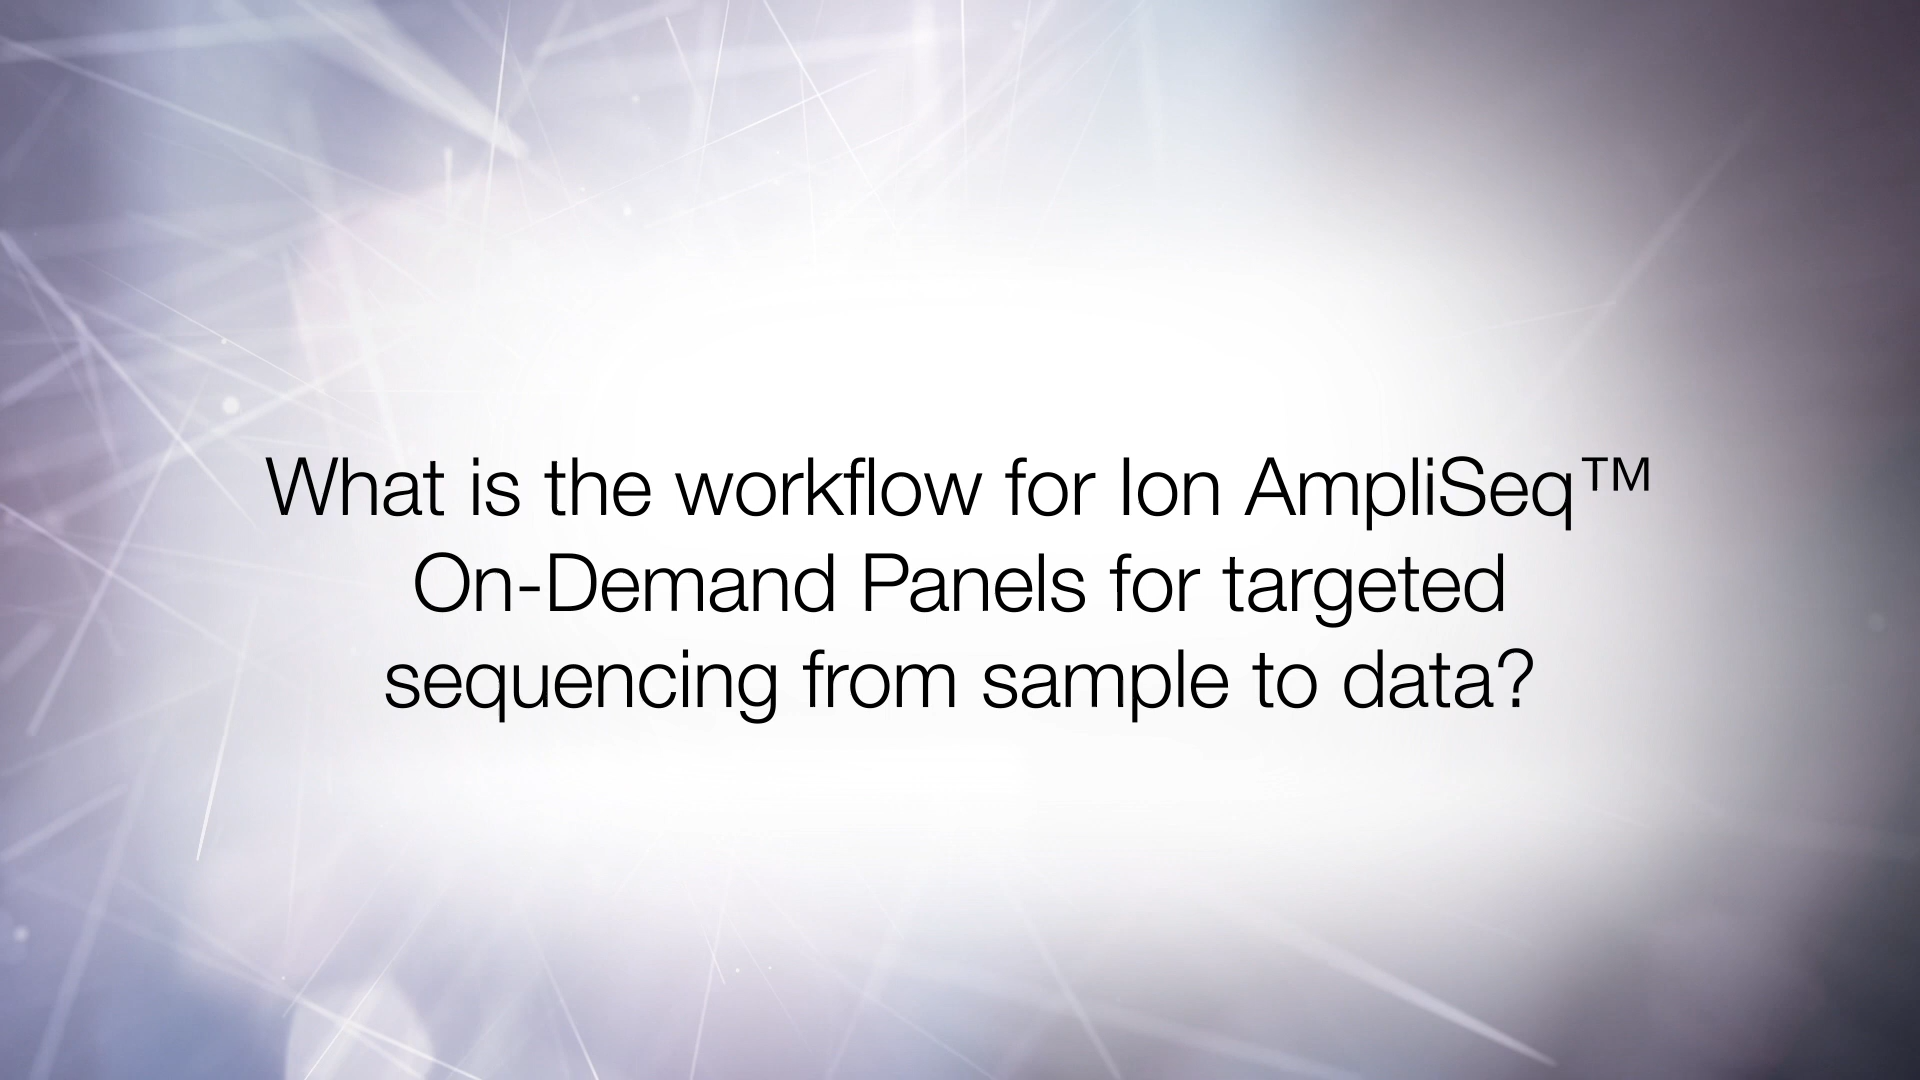 What is the workflow for Ion AmpliSeq™
On-Demand Panels for targeted
sequencing from sample to data?